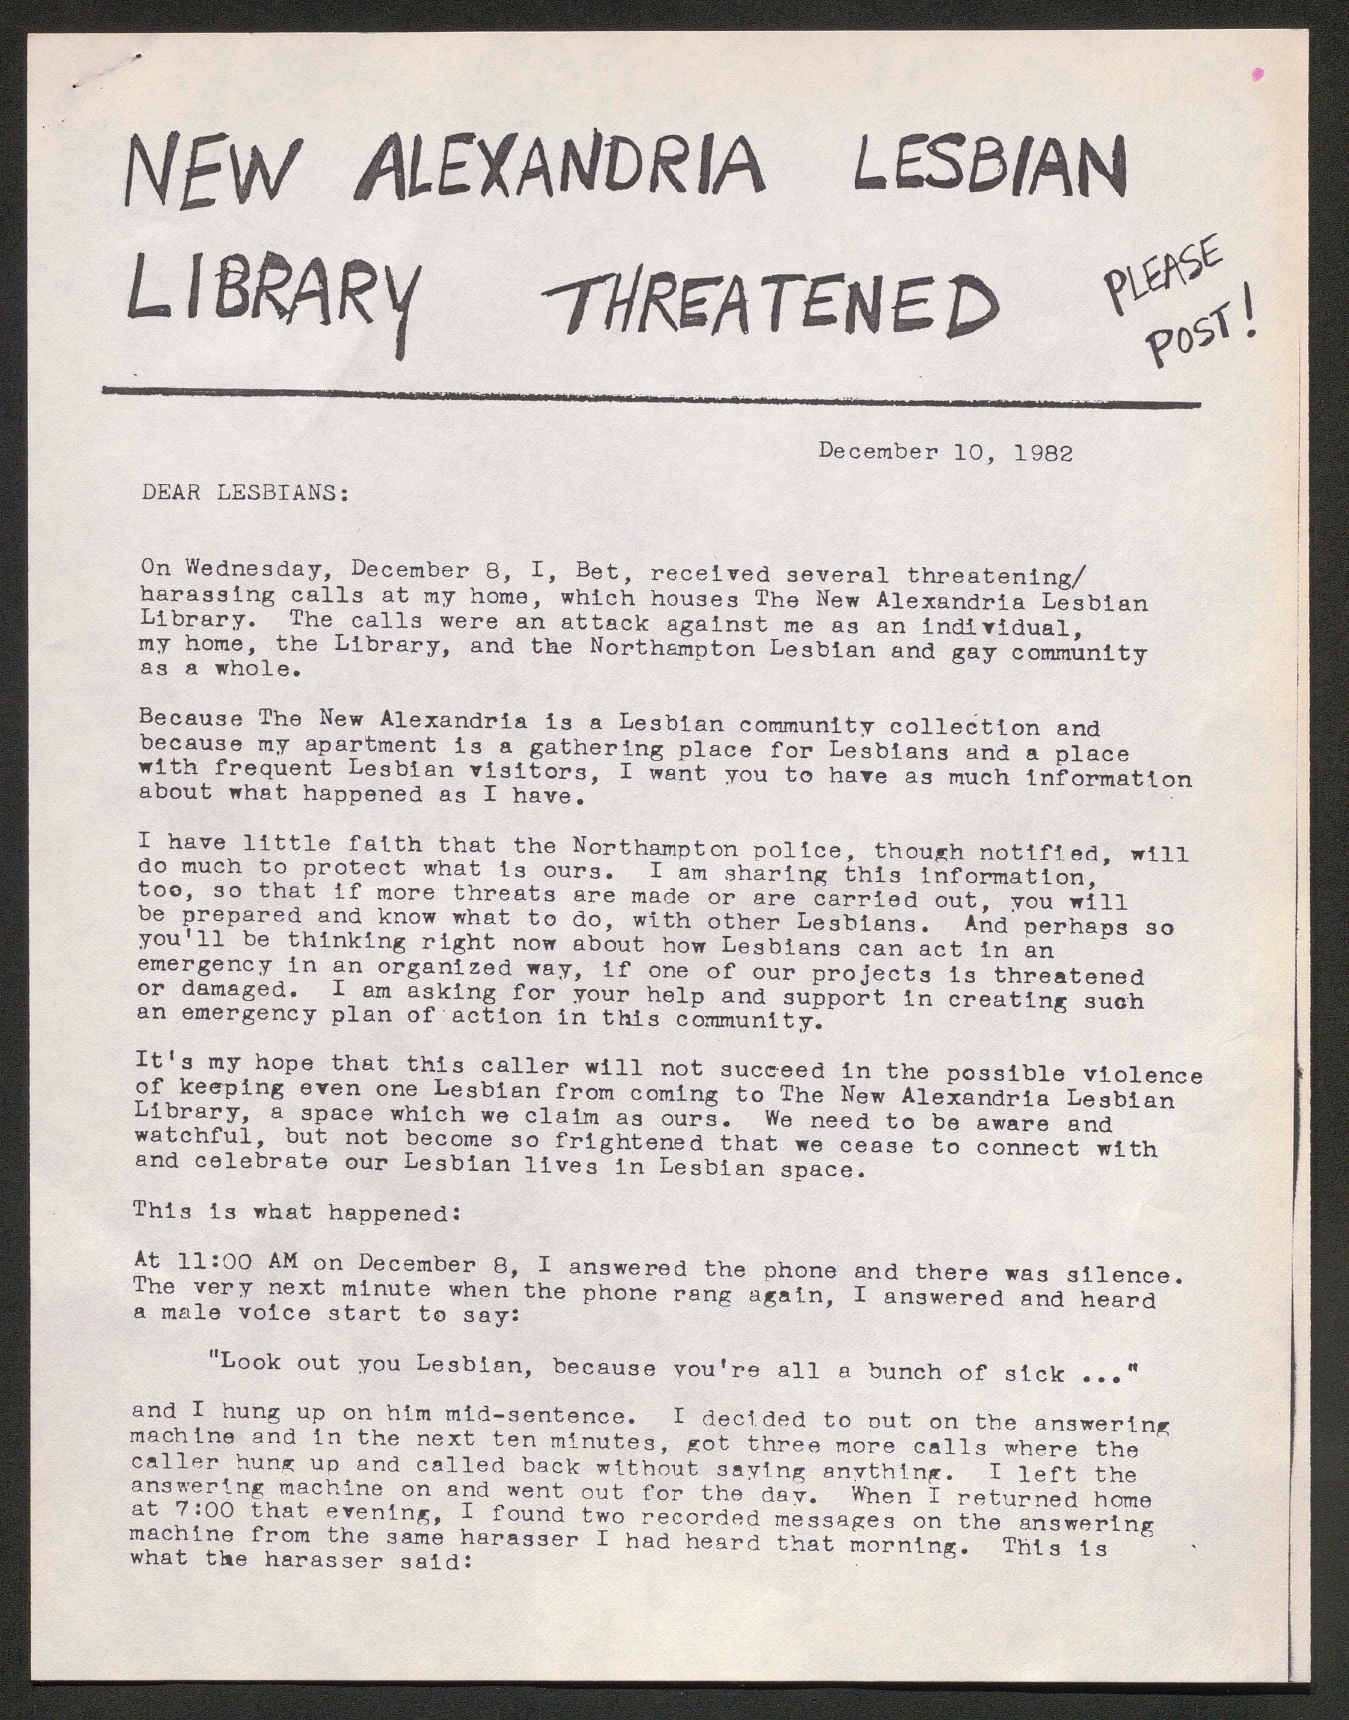 NEW ALEXANDRIA LESBIAN
LIBRARY THREATENED
PLEASE
POST!
December 10, 1982
DEAR LESBIANS:
On Wednesday, December 8, I, Bet, received several threatening/
harassing calls at my home, which houses The New Alexandria Lesbian
Library. The calls were an attack against me as an individual,
my home, the Library, and the Northampton Lesbian and gay community
as a whole.
Because The New Alexandria is a Lesbian community collection and
because my apartment is a gathering place for Lesbians and a place
with frequent Lesbian visitors, I want you to have as much information
about what happened as I have.
I have little faith that the Northampton police, though notified, will
do much to protect what is ours. I am sharing this information,
too, so that if more threats are made or are carried out, you will
be prepared and know what to do, with other Lesbians. And perhaps so
you'll be thinking right now about how Lesbians can act in an
emergency in an organized way, if one of our projects is threatened
or damaged. I am asking for your help and support in creating such
an emergency plan of action in this community.
It's my hope that this caller will not succeed in the possible violence
of keeping even one Lesbian from coming to The New Alexandria Lesbian
Library, a space which we claim as ours. We need to be aware and
watchful, but not become so frightened that we cease to connect with
and celebrate our Lesbian lives in Lesbian space.
This is what happened:
At 11:00 AM on December 8, I answered the phone and there was silence.
The very next minute when the phone rang again, I answered and heard
a male voice start to say:
"Look out you Lesbian, because you're all a bunch of sick ..."
and I hung up on him mid-sentence. I decided to put on the answering
machine and in the next ten minutes, got three more calls where the
caller hung up and called back without saying anything. I left the
answering machine on and went out for the day. When I returned home
at 7:00 that evening, I found two recorded messages on the answering
machine from the same harasser I had heard that morning. This is
what the harasser said: